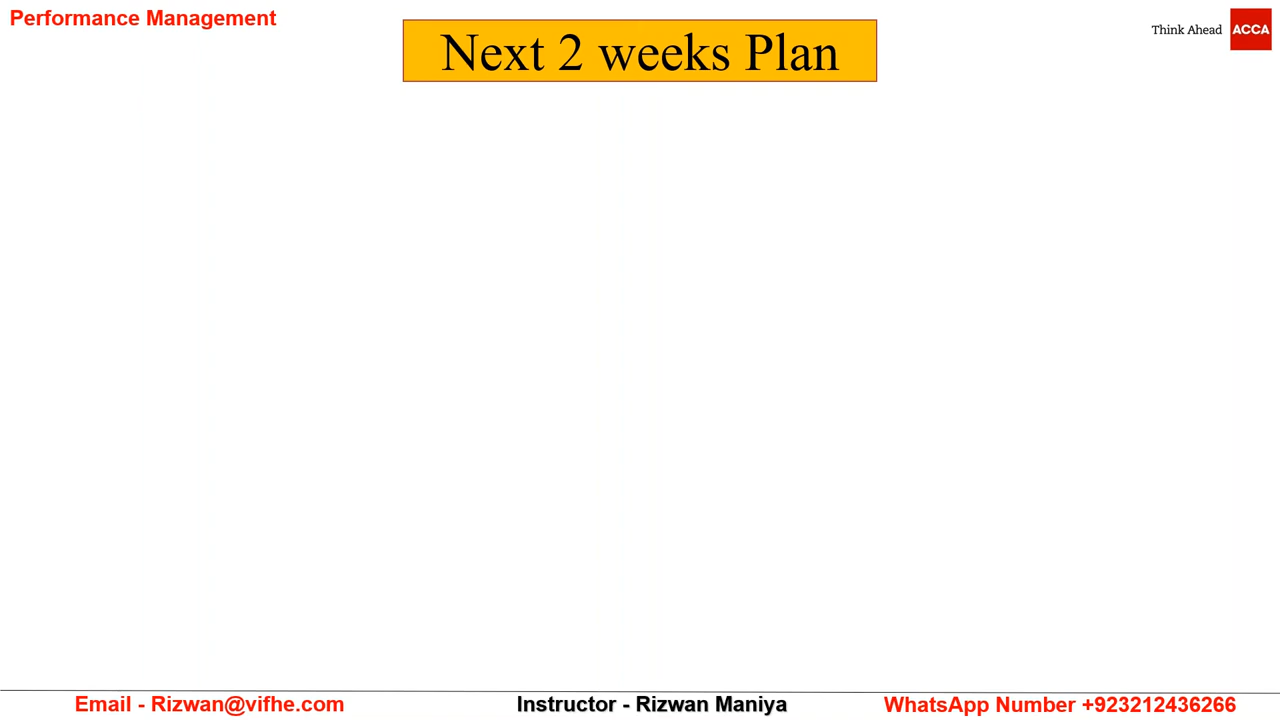 Performance Management
Think Ahead ACCA
Next 2 weeks Plan
Email - Rizwan@vifhe.com
Instructor - Rizwan Maniya
WhatsApp Number +923212436266